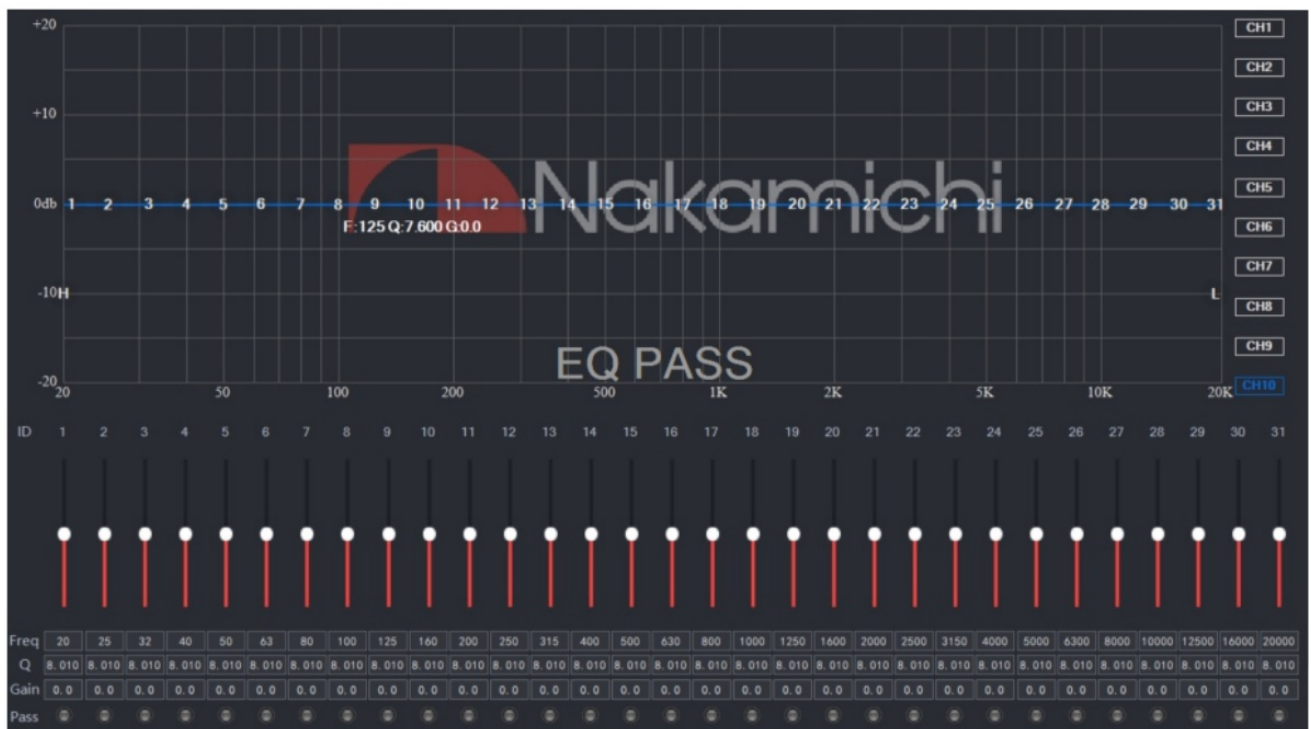 +20
CH1
CH2
+10
CH3
CH4
Nakamichi
CH5
0db 1 2 3 4 5 6 7 8 9 10 11 12 13 14 15 16 17 18 19 20 21 22 23 24 25 26 27 28 29 30 31
F:125 Q:7.600 G:0.0
CH6
CH7
-10 H L
CH8
EQ PASS
CH9
-20
CH10
20 50 100 200 500 1K 2K 5K 10K 20K
ID 1 2 3 4 5 6 7 8 9 10 11 12 13 14 15 16 17 18 19 20 21 22 23 24 25 26 27 28 29 30 31
Freq 20 25 32 40 50 63 80 100 125 160 200 250 315 400 500 630 800 1000 1250 1600 2000 2500 3150 4000 5000 6300 8000 10000 12500 16000 20000
Q 8.010 8.010 8.010 8.010 8.010 8.010 8.010 8.010 8.010 8.010 8.010 8.010 8.010 8.010 8.010 8.010 8.010 8.010 8.010 8.010 8.010 8.010 8.010 8.010 8.010 8.010 8.010 8.010 8.010 8.010 8.010
Gain 0.0 0.0 0.0 0.0 0.0 0.0 0.0 0.0 0.0 0.0 0.0 0.0 0.0 0.0 0.0 0.0 0.0 0.0 0.0 0.0 0.0 0.0 0.0 0.0 0.0 0.0 0.0 0.0 0.0 0.0 0.0
Pass